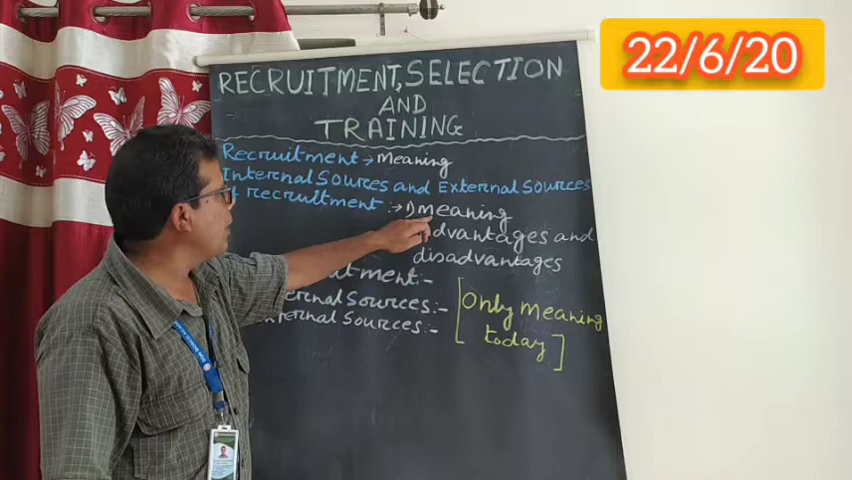 22/6/20
RECRUITMENT, SELECTION
AND
TRAINING
Recruitment → Meaning
Internal Sources and External Sources
recruitment :→ 1) meaning
dvantages and
disadvantages
tment:-
ernal Sources:-
xternal Sources:-
[Only meaning
today]